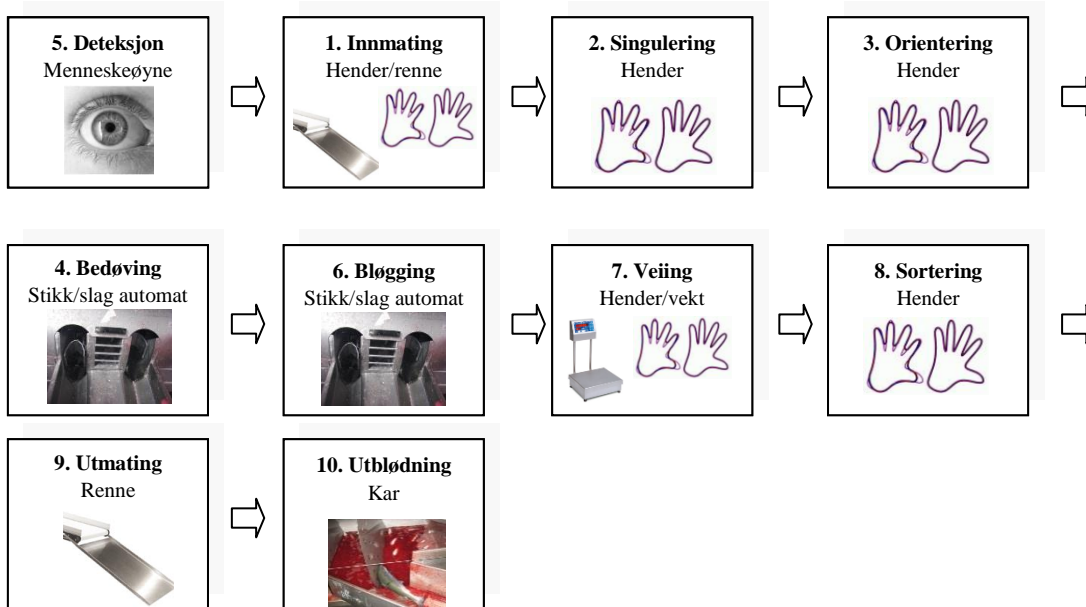 5. Deteksjon
Menneskeøyne
1. Innmating
Hender/renne
2. Singulering
Hender
3. Orientering
Hender
4. Bedøving
Stikk/slag automat
6. Bløgging
Stikk/slag automat
7. Veiing
Hender/vekt
8. Sortering
Hender
9. Utmating
Renne
10. Utblødning
Kar